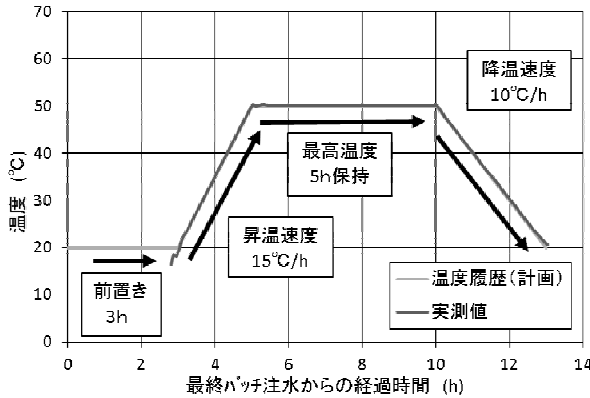 70
60
50
40
30
20
10
0
温度 (℃)
降温速度
10℃/h
最高温度
5h保持
昇温速度
15℃/h
前置き
3h
温度履歴(計画)
実測値
0 2 4 6 8 10 12 14
最終バッチ注水からの経過時間 (h)